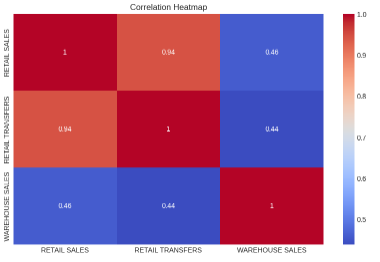 Correlation Heatmap
RETAIL SALES
1
0.94
0.46
RETAIL TRANSFERS
0.94
1
0.44
WAREHOUSE SALES
0.46
0.44
1
RETAIL SALES
RETAIL TRANSFERS
WAREHOUSE SALES
1.0
0.9
0.8
0.7
0.6
0.5